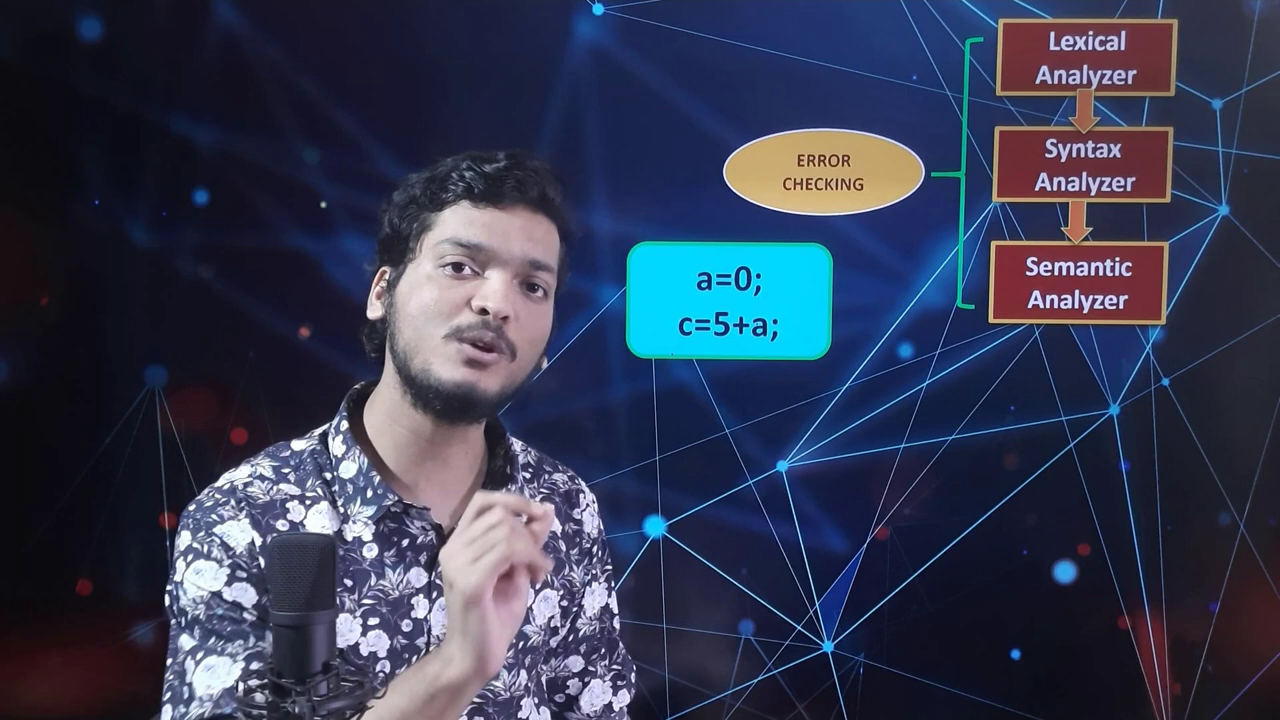 Lexical
Analyzer
ERROR
CHECKING
Syntax
Analyzer
a=0;
c=5+a;
Semantic
Analyzer